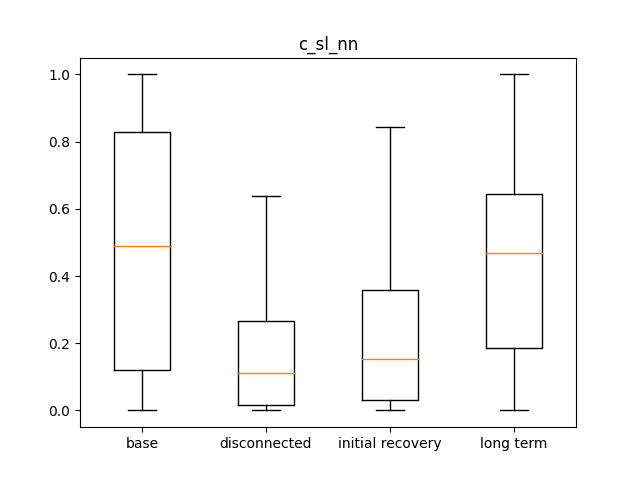 c_sl_nn
1.0
0.8
0.6
0.4
0.2
0.0
base
disconnected
initial recovery
long term